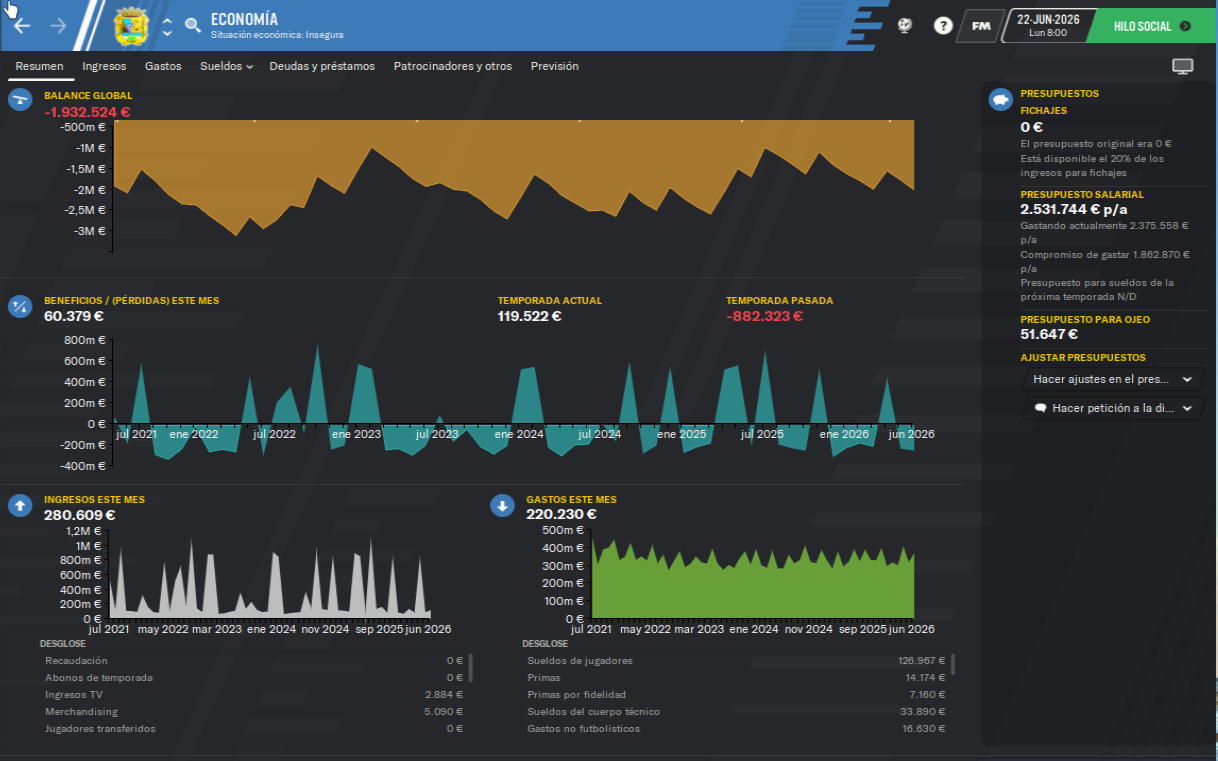 ECONOMÍA
Situación económica: Insegura
?
FM
22-JUN-2026
Lun 8:00
HILO SOCIAL
Resumen
Ingresos
Gastos
Sueldos
Deudas y préstamos
Patrocinadores y otros
Previsión
BALANCE GLOBAL
-1.932.524 €
-500m €
-1M €
-1,5M €
-2M €
-2,5M €
-3M €
BENEFICIOS / (PÉRDIDAS) ESTE MES
60.379 €
TEMPORADA ACTUAL
119.522 €
TEMPORADA PASADA
-882.323 €
800m €
600m €
400m €
200m €
0 €
-200m €
-400m €
jul 2021
ene 2022
jul 2022
ene 2023
jul 2023
ene 2024
jul 2024
ene 2025
jul 2025
ene 2026
jun 2026
INGRESOS ESTE MES
280.609 €
1,2M €
1M €
800m €
600m €
400m €
200m €
0 €
jul 2021
may 2022
mar 2023
ene 2024
nov 2024
sep 2025
jun 2026
DESGLOSE
Recaudación 0 €
Abonos de temporada 0 €
Ingresos TV 2.884 €
Merchandising 5.090 €
Jugadores transferidos 0 €
GASTOS ESTE MES
220.230 €
500m €
400m €
300m €
200m €
100m €
0 €
jul 2021
may 2022
mar 2023
ene 2024
nov 2024
sep 2025
jun 2026
DESGLOSE
Sueldos de jugadores 126.967 €
Primas 14.174 €
Primas por fidelidad 7.160 €
Sueldos del cuerpo técnico 33.890 €
Gastos no futbolísticos 16.630 €
PRESUPUESTOS
FICHAJES
0 €
El presupuesto original era 0 €
Está disponible el 20% de los
ingresos para fichajes
PRESUPUESTO SALARIAL
2.531.744 € p/a
Gastando actualmente 2.375.558 €
p/a
Compromiso de gastar 1.862.870 €
p/a
Presupuesto para sueldos de la
próxima temporada N/D
PRESUPUESTO PARA OJEO
51.647 €
AJUSTAR PRESUPUESTOS
Hacer ajustes en el pres...
Hacer petición a la di...